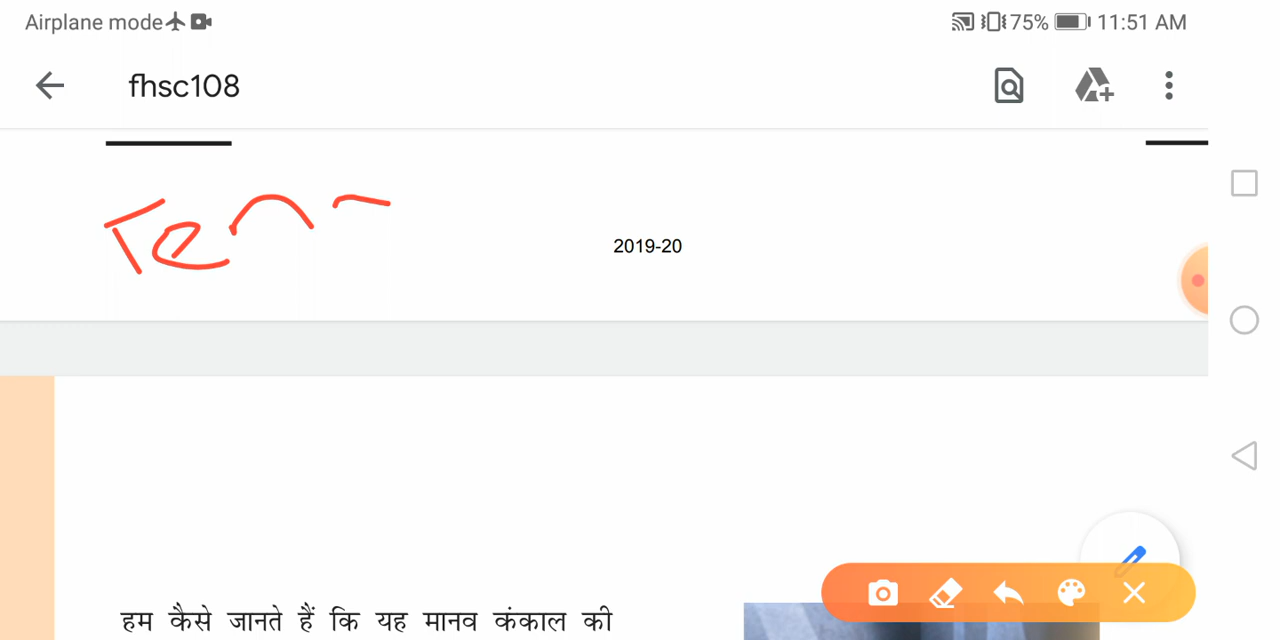 Airplane mode 75% 11:51 AM
fhsc108
2019-20
हम कैसे जानते हैं कि यह मानव कंकाल की